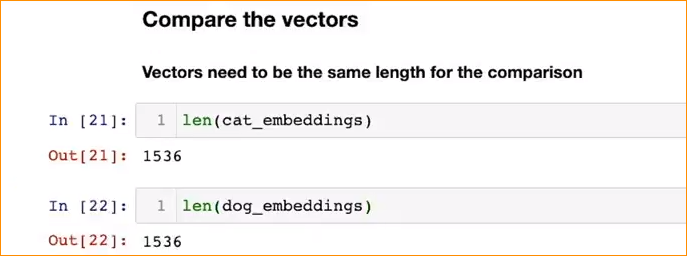 Compare the vectors
Vectors need to be the same length for the comparison
In [21]: 1 len(cat_embeddings)
Out[21]: 1536
In [22]: 1 len(dog_embeddings)
Out[22]: 1536